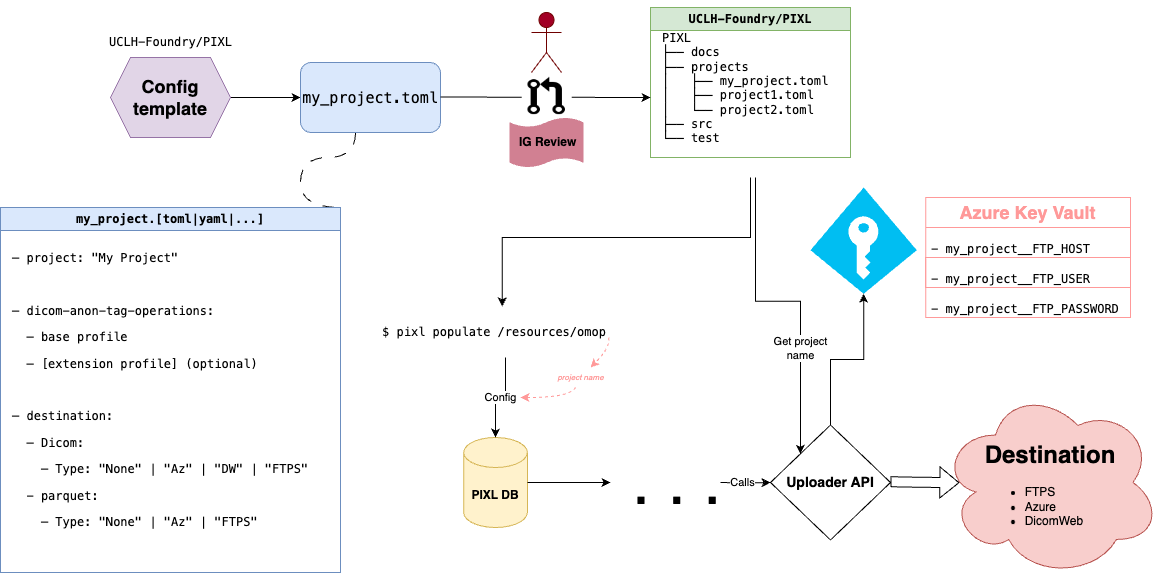 UCLH-Foundry/PIXL
Config
template
my_project.toml
IG Review
UCLH-Foundry/PIXL
PIXL
├── docs
├── projects
│   ├── my_project.toml
│   ├── project1.toml
│   └── project2.toml
├── src
└── test
my_project.[toml|yaml|...]
– project: "My Project"
– dicom-anon-tag-operations:
– base profile
– [extension profile] (optional)
– destination:
– Dicom:
– Type: "None" | "Az" | "DW" | "FTPS"
– parquet:
– Type: "None" | "Az" | "FTPS"
$ pixl populate /resources/omop
project name
Config
PIXL DB
. . .
Calls
Get project
name
Uploader API
Azure Key Vault
– my_project__FTP_HOST
– my_project__FTP_USER
– my_project__FTP_PASSWORD
Destination
• FTPS
• Azure
• DicomWeb